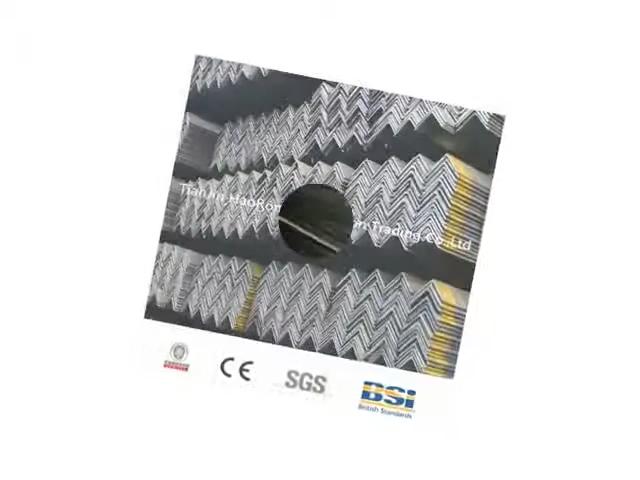 TianJin HaoRon
Trading Co.,Ltd
CE
SGS
BSi
British Standards